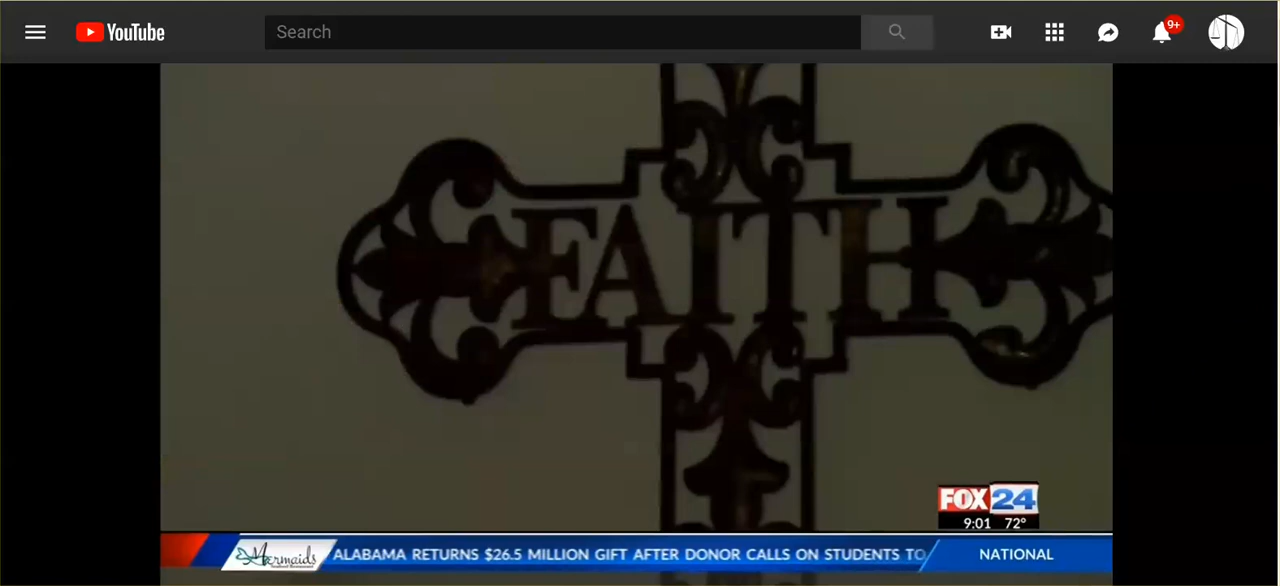 YouTube
Search
9+
FAITH
FOX 24
9:01 72°
Mermaids
ALABAMA RETURNS $26.5 MILLION GIFT AFTER DONOR CALLS ON STUDENTS TO
NATIONAL